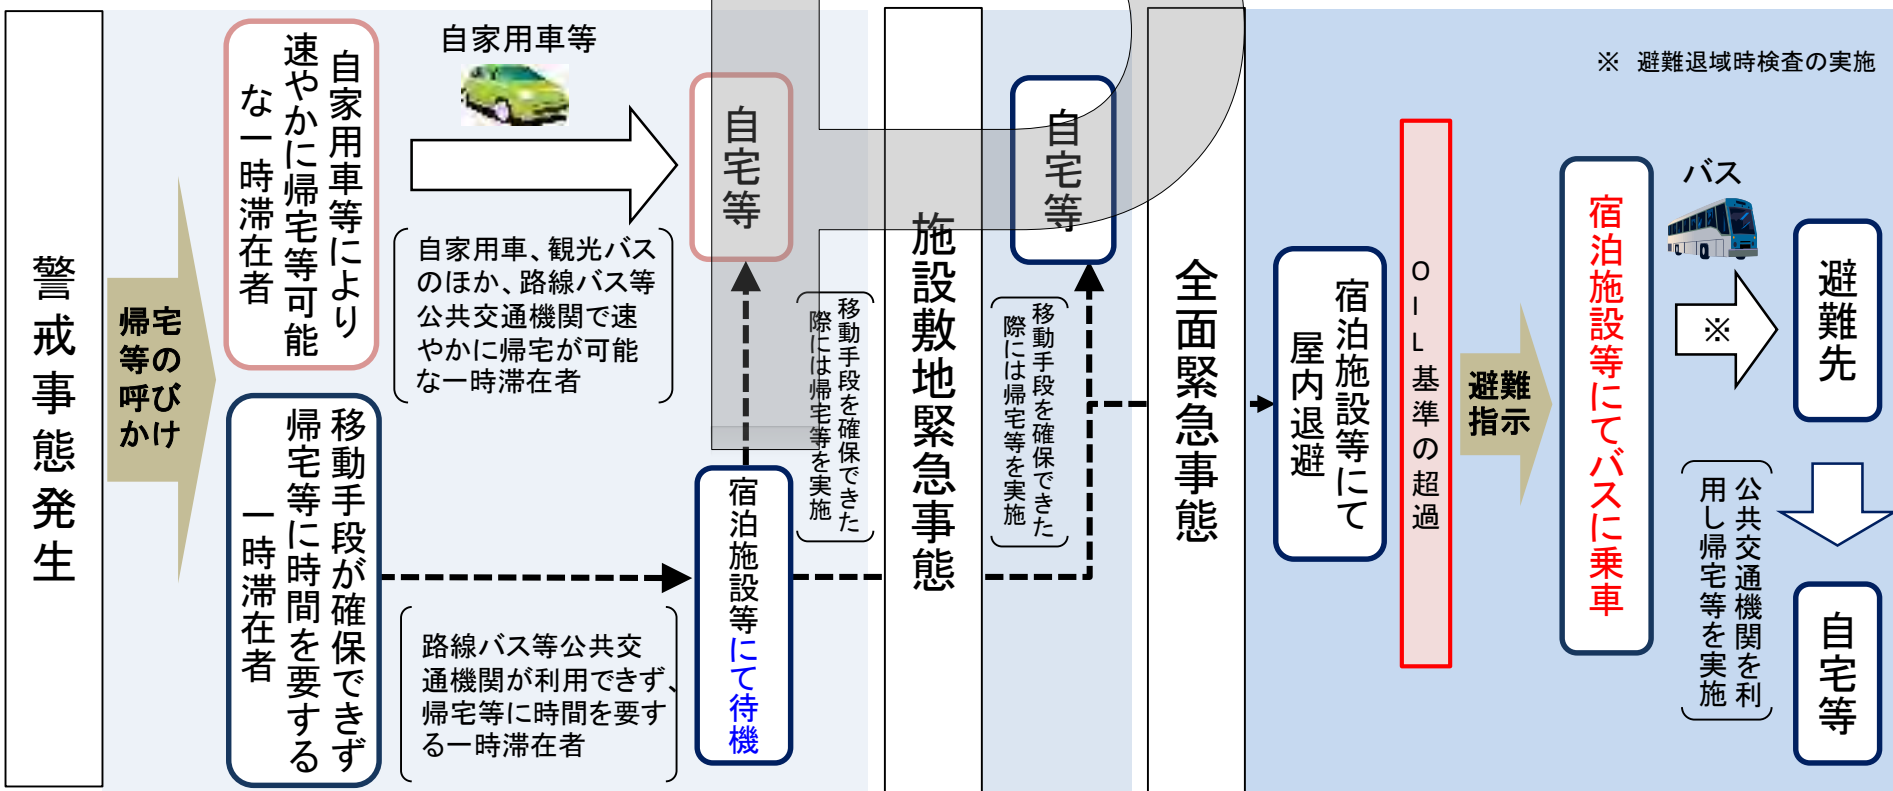 警戒事態発生
帰宅
等の
呼び
かけ
自家用車等により
速やかに帰宅等可能
な一時滞在者
移動手段が確保できず
帰宅等に時間を要する
一時滞在者
自家用車等
自家用車、観光バス
のほか、路線バス等
公共交通機関で速
やかに帰宅が可能
な一時滞在者
路線バス等公共交
通機関が利用できず、
帰宅等に時間を要す
る一時滞在者
自宅等
宿泊施設等にて待機
移動手段を確保できた
際には帰宅等を実施
施設敷地緊急事態
自宅等
移動手段を確保できた
際には帰宅等を実施
全面緊急事態
宿泊施設等にて
屋内退避
OIL基準の超過
避難
指示
宿泊施設等にてバスに乗車
※ 避難退域時検査の実施
バス
※
避難先
公共交通機関を利
用し帰宅等を実施
自宅等